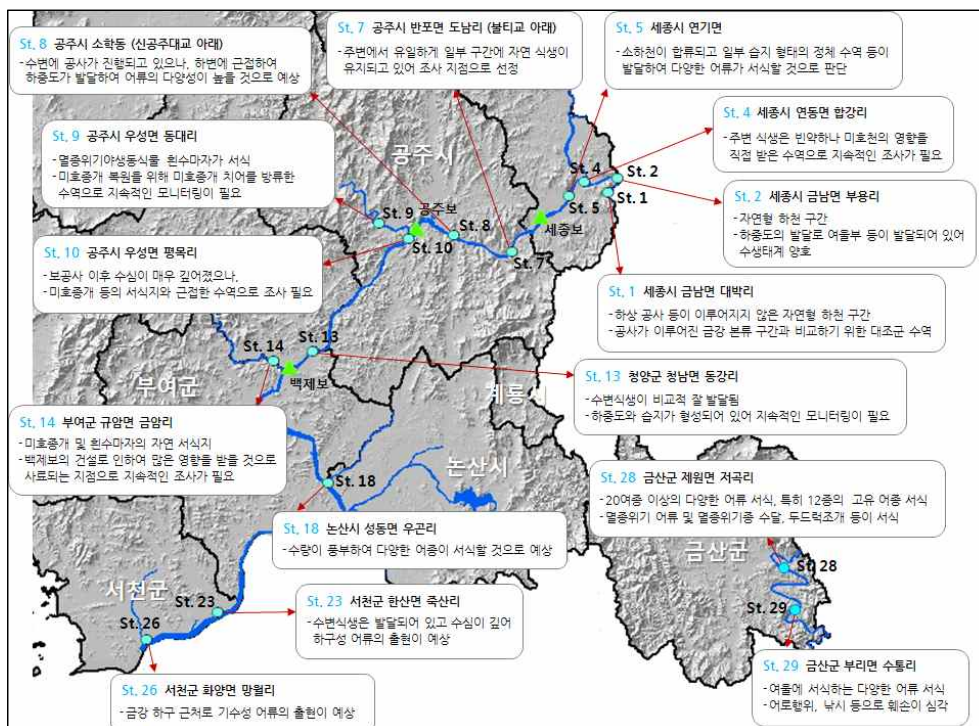 St, 8 공주시 소학동 (신공주대교 아래)
-수변에 공사가 진행되고 있으나, 하변에 근접하여
하중도가 발달하여 어류의 다양성이 높을 것으로 예상
St, 7 공주시 반포면 도남리 (불티교 아래)
-주변에서 유일하게 일부 구간에 자연 식생이
유지되고 있어 조사 지점으로 선정
St, 5 세종시 연기면
-소하천이 합류되고 일부 습지 형태의 정체 수역 등이
발달하여 다양한 어류가 서식할 것으로 판단
St, 9 공주시 우성면 동대리
-멸종위기야생동식물 흰수마자가 서식
-미호종개 복원을 위해 미호종개 치어를 방류한
수역으로 지속적인 모니터링이 필요
St, 4 세종시 연동면 합강리
-주변 식생은 빈약하나 미호천의 영향을
직접 받은 수역으로 지속적인 조사가 필요
St, 2 세종시 금남면 부용리
-자연형 하천 구간
-하중도의 발달로 여울부 등이 발달되어 있어
수생태계 양호
St, 10 공주시 우성면 평목리
-보공사 이후 수심이 매우 깊어졌으나,
-미호종개 등의 서식지와 근접한 수역으로 조사 필요
St, 1 세종시 금남면 대박리
-하상 공사 등이 이루어지지 않은 자연형 하천 구간
-공사가 이루어진 금강 본류 구간과 비교하기 위한 대조군 수역
St, 13 청양군 청남면 동강리
-수변식생이 비교적 잘 발달됨
-하중도와 습지가 형성되어 있어 지속적인 모니터링이 필요
St, 14 부여군 규암면 금암리
-미호종개 및 흰수마자의 자연 서식지
-백제보의 건설로 인하여 많은 영향을 받을 것으로
사료되는 지점으로 지속적인 조사가 필요
St, 28 금산군 제원면 저곡리
-20여종 이상의 다양한 어류 서식, 특히 12종의 고유 어종 서식
-멸종위기 어류 및 멸종위기종 수달, 두드럭조개 등이 서식
St, 18 논산시 성동면 우곤리
-수량이 풍부하여 다양한 어종이 서식할 것으로 예상
St, 23 서천군 한산면 죽산리
-수변식생은 발달되어 있고 수심이 깊어
하구성 어류의 출현이 예상
St, 26 서천군 화양면 망월리
-금강 하구 근처로 기수성 어류의 출현이 예상
St, 29 금산군 부리면 수통리
-여울에 서식하는 다양한 어류 서식
-어로행위, 낚시 등으로 훼손이 심각
공주시
St. 4
St. 2
St. 1
St. 5
세종보
St. 9
공주보
St. 8
St. 10
St. 7
St. 13
St. 14
백제보
부여군
계룡시
논산시
St. 18
금산군
St. 28
St. 29
서천군
St. 23
St. 26